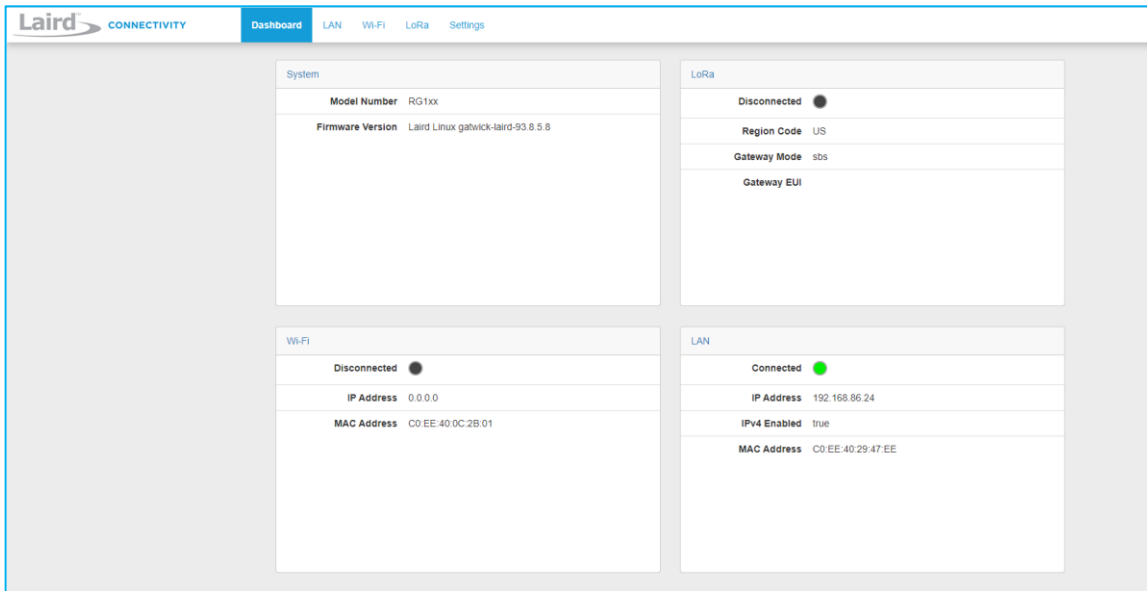 Laird™ CONNECTIVITY
Dashboard LAN Wi-Fi LoRa Settings
System
Model Number RG1xx
Firmware Version Laird Linux gatwick-laird-93.8.5.8
LoRa
Disconnected
Region Code US
Gateway Mode sbs
Gateway EUI
Wi-Fi
Disconnected
IP Address 0.0.0.0
MAC Address C0:EE:40:0C:2B:01
LAN
Connected
IP Address 192.168.86.24
IPv4 Enabled true
MAC Address C0:EE:40:29:47:EE